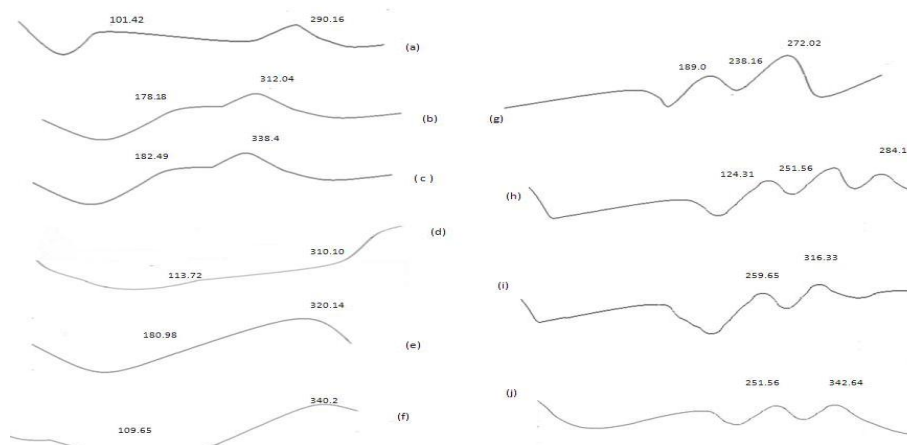 101.42
290.16
(a)
178.18
312.04
(b)
182.49
338.4
( c )
(d)
113.72
310.10
180.98
320.14
(e)
109.65
340.2
(f)
189.0
238.16
272.02
(g)
124.31
251.56
284.1
(h)
259.65
316.33
(i)
251.56
342.64
(j)